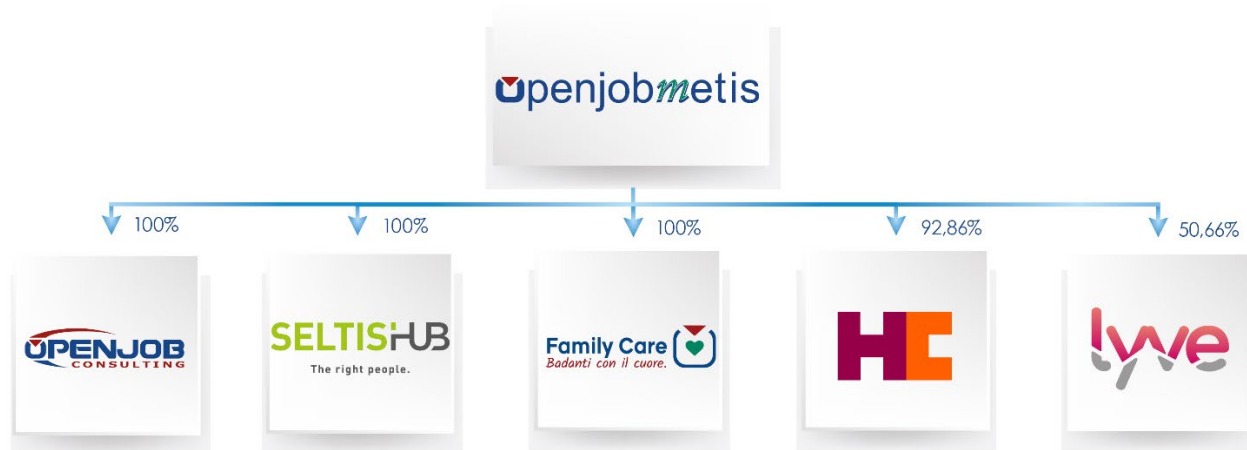 Openjobmetis
100%
100%
100%
92,86%
50,66%
OPENJOB
CONSULTING
SELTISHUB
The right people.
Family Care
Badanti con il cuore.
HC
lyve